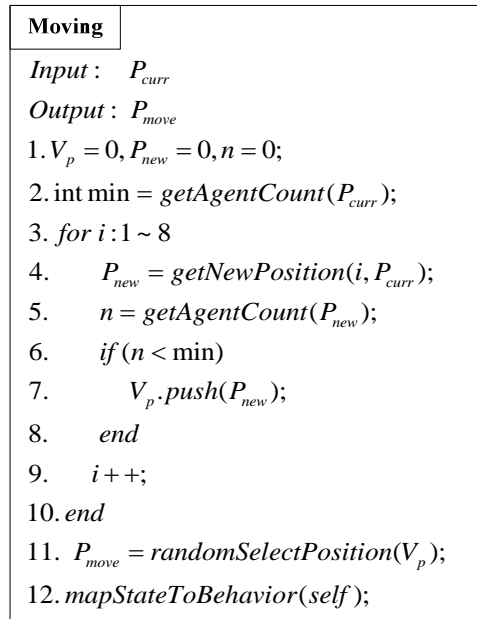 Moving
Input: P_curr
Output: P_move
1. V_p = 0, P_new = 0, n = 0;
2. int min = getAgentCount(P_curr);
3. for i:1 ~ 8
4. P_new = getNewPosition(i, P_curr);
5. n = getAgentCount(P_new);
6. if (n < min)
7. V_p.push(P_new);
8. end
9. i + +;
10. end
11. P_move = randomSelectPosition(V_p);
12. mapStateToBehavior(self);